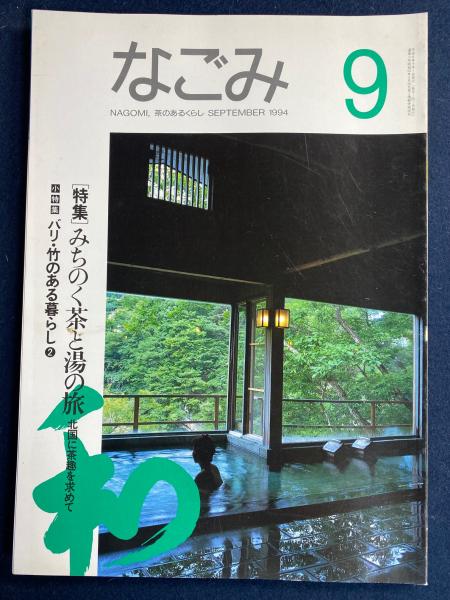 なごみ
9
NAGOMI, 茶のあるくらし SEPTEMBER 1994
[特集]みちのく茶と湯の旅 北国に茶趣を求めて
小特集 バリ・竹のある暮らし❷
和